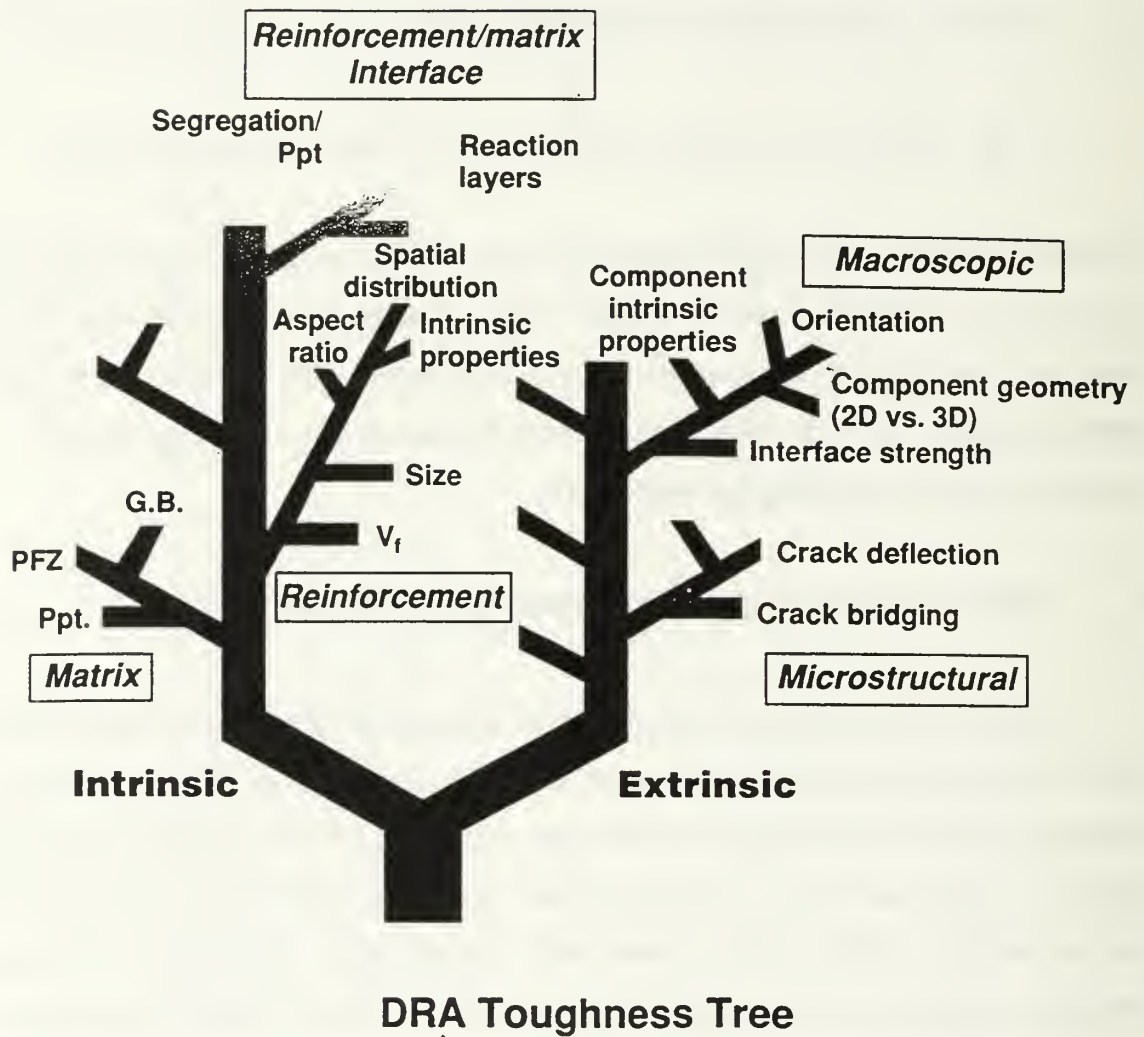 Reinforcement/matrix
Interface
Segregation/
Ppt
Reaction
layers
Spatial
distribution
Aspect
ratio
Intrinsic
properties
Size
Vf
Reinforcement
G.B.
PFZ
Ppt.
Matrix
Intrinsic
Macroscopic
Component
intrinsic
properties
Orientation
Component geometry
(2D vs. 3D)
Interface strength
Crack deflection
Crack bridging
Microstructural
Extrinsic
DRA Toughness Tree